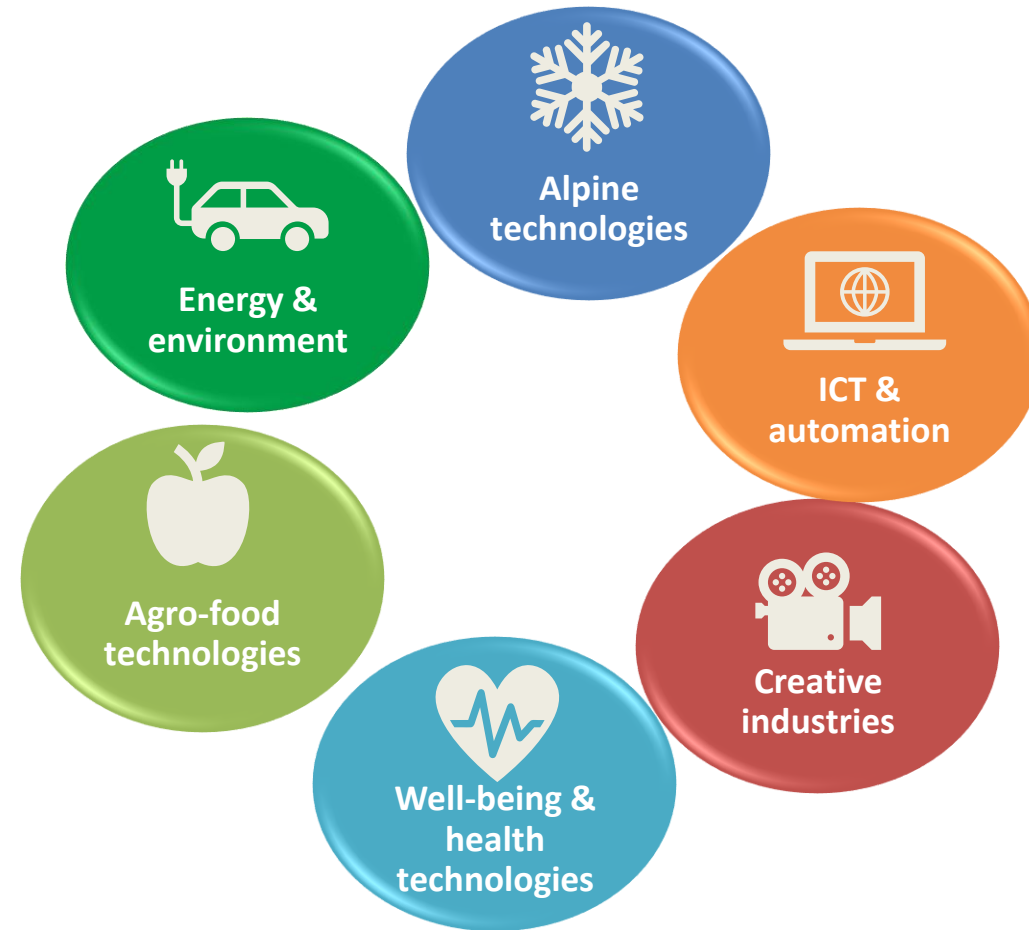 Alpine
technologies
Energy &
environment
ICT &
automation
Agro-food
technologies
Creative
industries
Well-being &
health
technologies